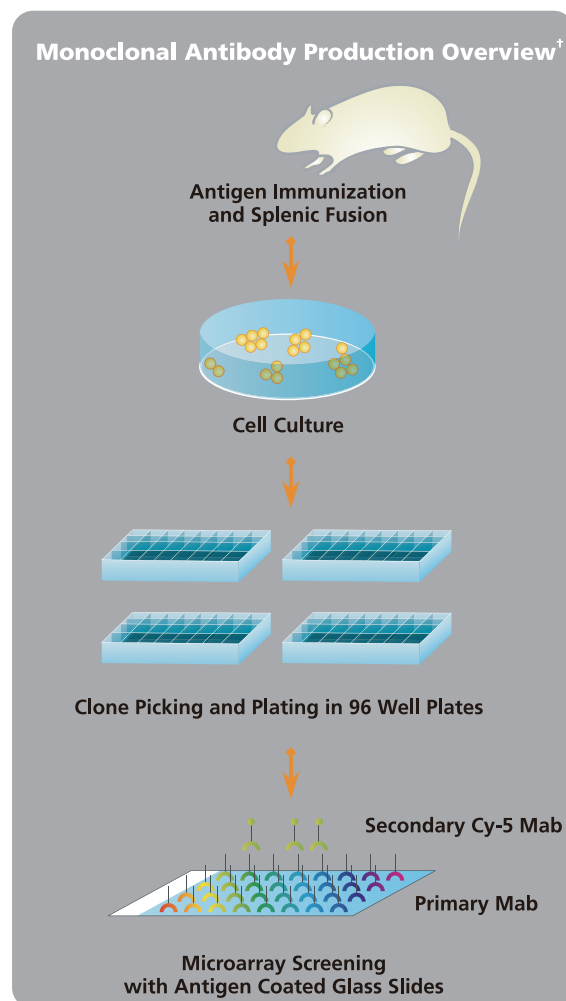 Monoclonal Antibody Production Overview†
Antigen Immunization
and Splenic Fusion
Cell Culture
Clone Picking and Plating in 96 Well Plates
Secondary Cy-5 Mab
Primary Mab
Microarray Screening
with Antigen Coated Glass Slides